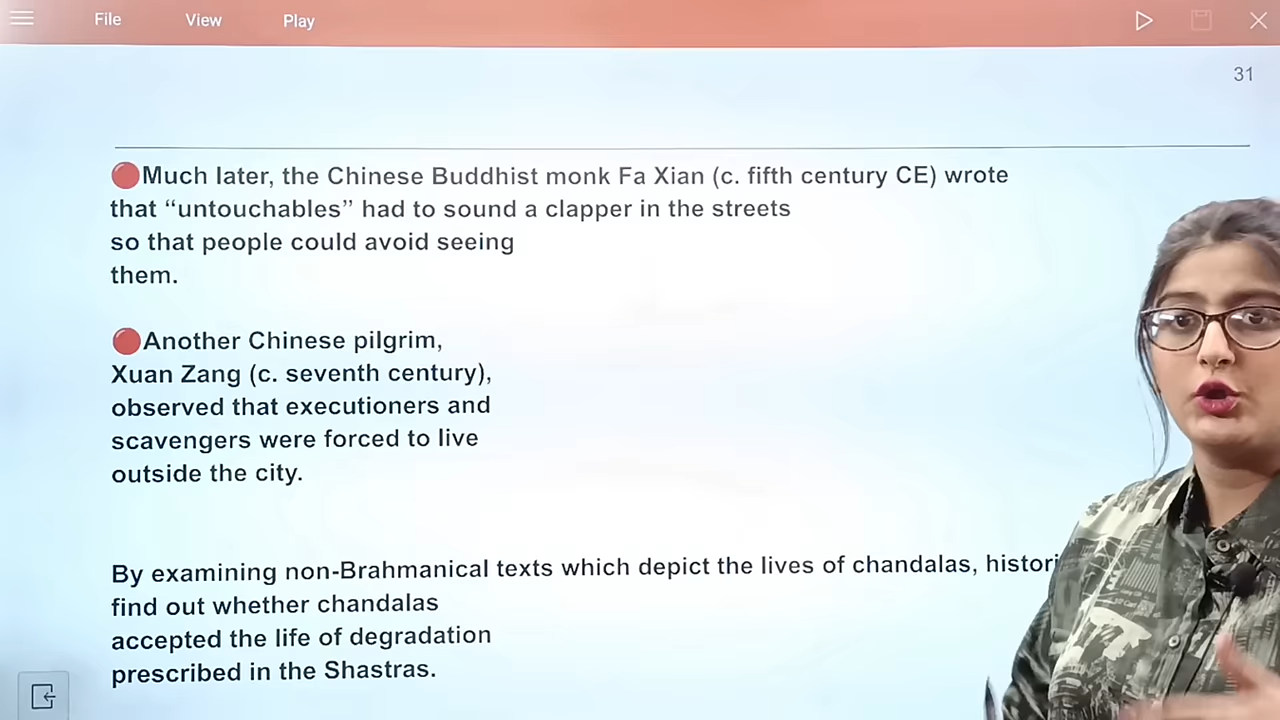 File View Play
31
Much later, the Chinese Buddhist monk Fa Xian (c. fifth century CE) wrote
that “untouchables” had to sound a clapper in the streets
so that people could avoid seeing
them.
Another Chinese pilgrim,
Xuan Zang (c. seventh century),
observed that executioners and
scavengers were forced to live
outside the city.
By examining non-Brahmanical texts which depict the lives of chandalas,
find out whether chandalas
accepted the life of degradation
prescribed in the Shastras.